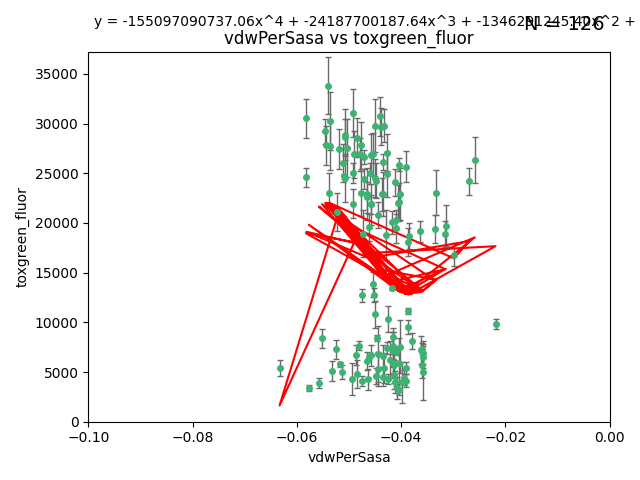 y = -155097090737.06x^4 + -24187700187.64x^3 +
N = 126
vdwPerSasa vs toxgreen_fluor
35000
30000
25000
20000
15000
10000
5000
0
toxgreen_fluor
−0.10
−0.08
−0.06
−0.04
−0.02
0.00
vdwPerSasa